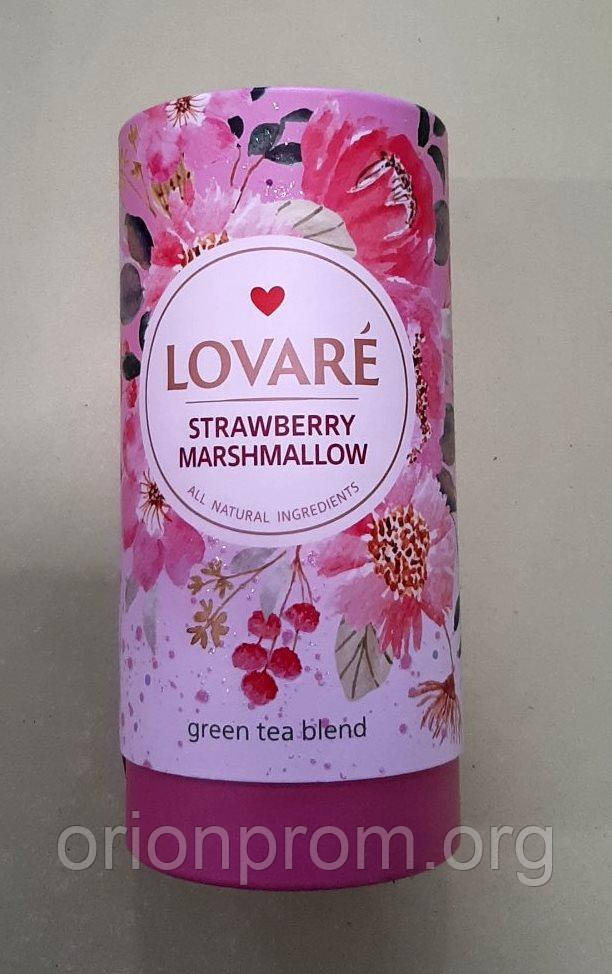 LOVARÉ
STRAWBERRY
MARSHMALLOW
ALL NATURAL INGREDIENTS
green tea blend
orionprom.org